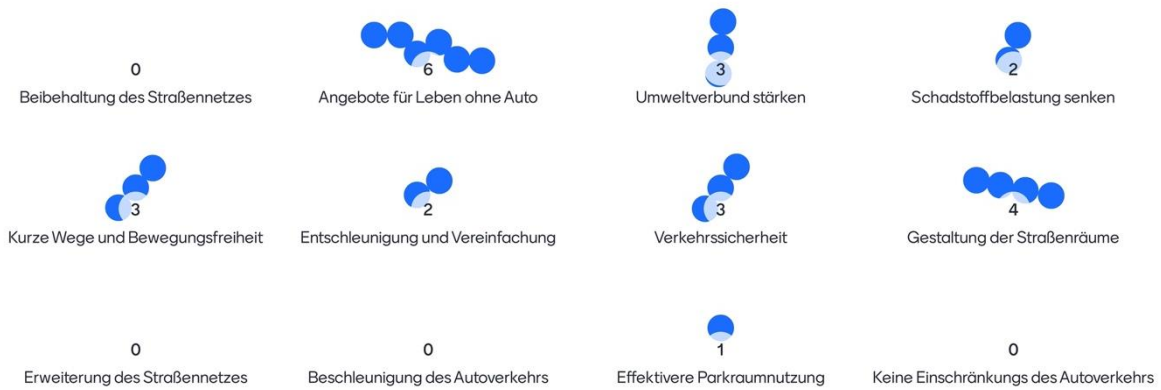 0
6
3
2
Beibehaltung des Straßennetzes
Angebote für Leben ohne Auto
Umweltverbund stärken
Schadstoffbelastung senken
3
2
3
4
Kurze Wege und Bewegungsfreiheit
Entschleunigung und Vereinfachung
Verkehrssicherheit
Gestaltung der Straßenräume
0
0
1
0
Erweiterung des Straßennetzes
Beschleunigung des Autoverkehrs
Effektivere Parkraumnutzung
Keine Einschränkungs des Autoverkehrs